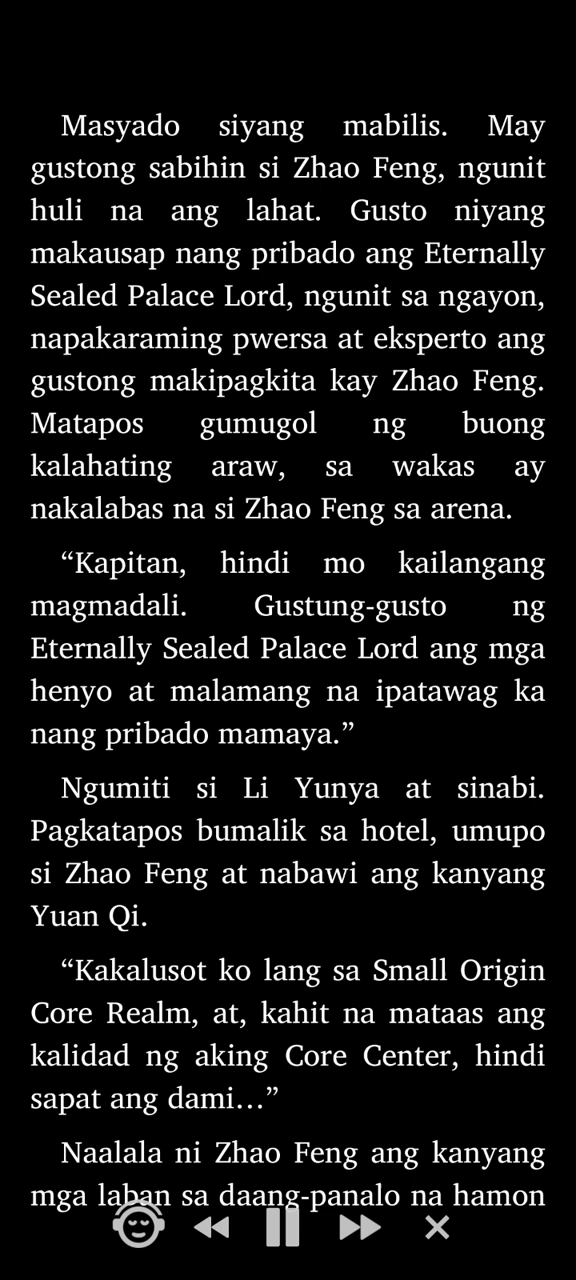 Masyado siyang mabilis. May
gustong sabihin si Zhao Feng, ngunit
huli na ang lahat. Gusto niyang
makausap nang pribado ang Eternally
Sealed Palace Lord, ngunit sa ngayon,
napakaraming pwersa at eksperto ang
gustong makipagkita kay Zhao Feng.
Matapos gumugol ng buong
kalahating araw, sa wakas ay
nakalabas na si Zhao Feng sa arena.
“Kapitan, hindi mo kailangang
magmadali. Gustung-gusto ng
Eternally Sealed Palace Lord ang mga
henyo at malamang na ipatawag ka
nang pribado mamaya.”
Ngumiti si Li Yunya at sinabi.
Pagkatapos bumalik sa hotel, umupo
si Zhao Feng at nabawi ang kanyang
Yuan Qi.
“Kakalusot ko lang sa Small Origin
Core Realm, at, kahit na mataas ang
kalidad ng aking Core Center, hindi
sapat ang dami…”
Naalala ni Zhao Feng ang kanyang
mga laban sa daang-panalo na hamon